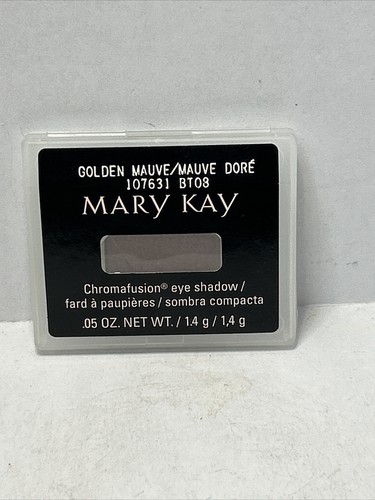 GOLDEN MAUVE/MAUVE DORÉ
107631 BT08
MARY KAY
Chromafusion® eye shadow /
fard à paupières / sombra compacta
.05 OZ. NET WT. / 1.4 g / 1,4 g